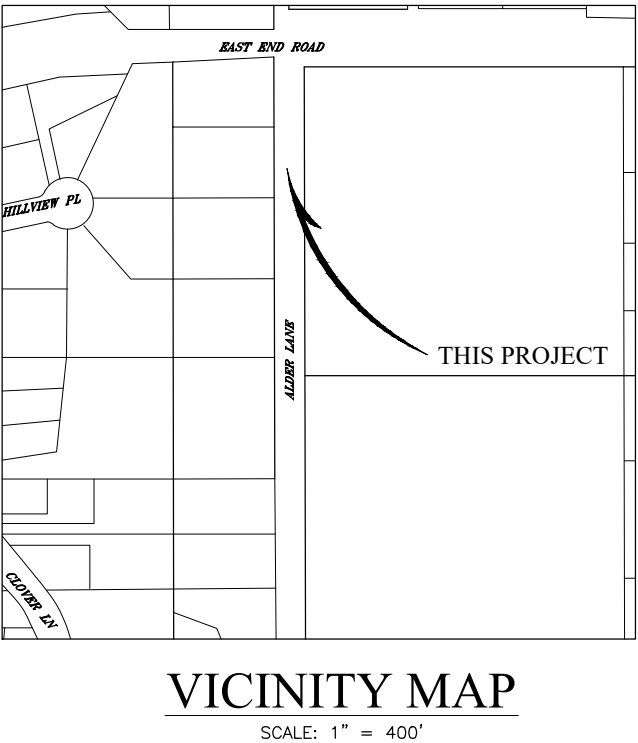 EAST END ROAD
HILLVIEW PL
ALDER LANE
THIS PROJECT
CLOVER LN
VICINITY MAP
SCALE: 1" = 400'